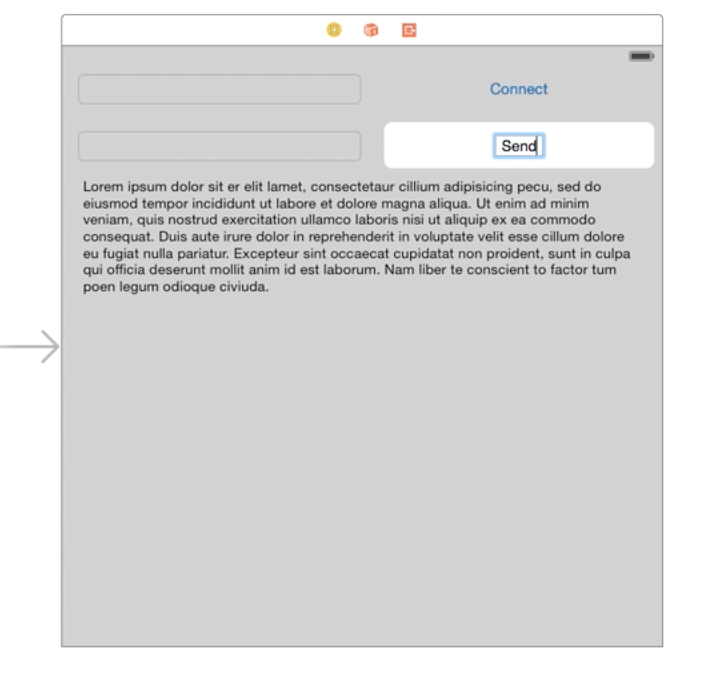 Connect
Send
Lorem ipsum dolor sit er elit lamet, consectetaur cillium adipisicing pecu, sed do
eiusmod tempor incididunt ut labore et dolore magna aliqua. Ut enim ad minim
veniam, quis nostrud exercitation ullamco laboris nisi ut aliquip ex ea commodo
consequat. Duis aute irure dolor in reprehenderit in voluptate velit esse cillum dolore
eu fugiat nulla pariatur. Excepteur sint occaecat cupidatat non proident, sunt in culpa
qui officia deserunt mollit anim id est laborum. Nam liber te conscient to factor tum
poen legum odioque civiuda.